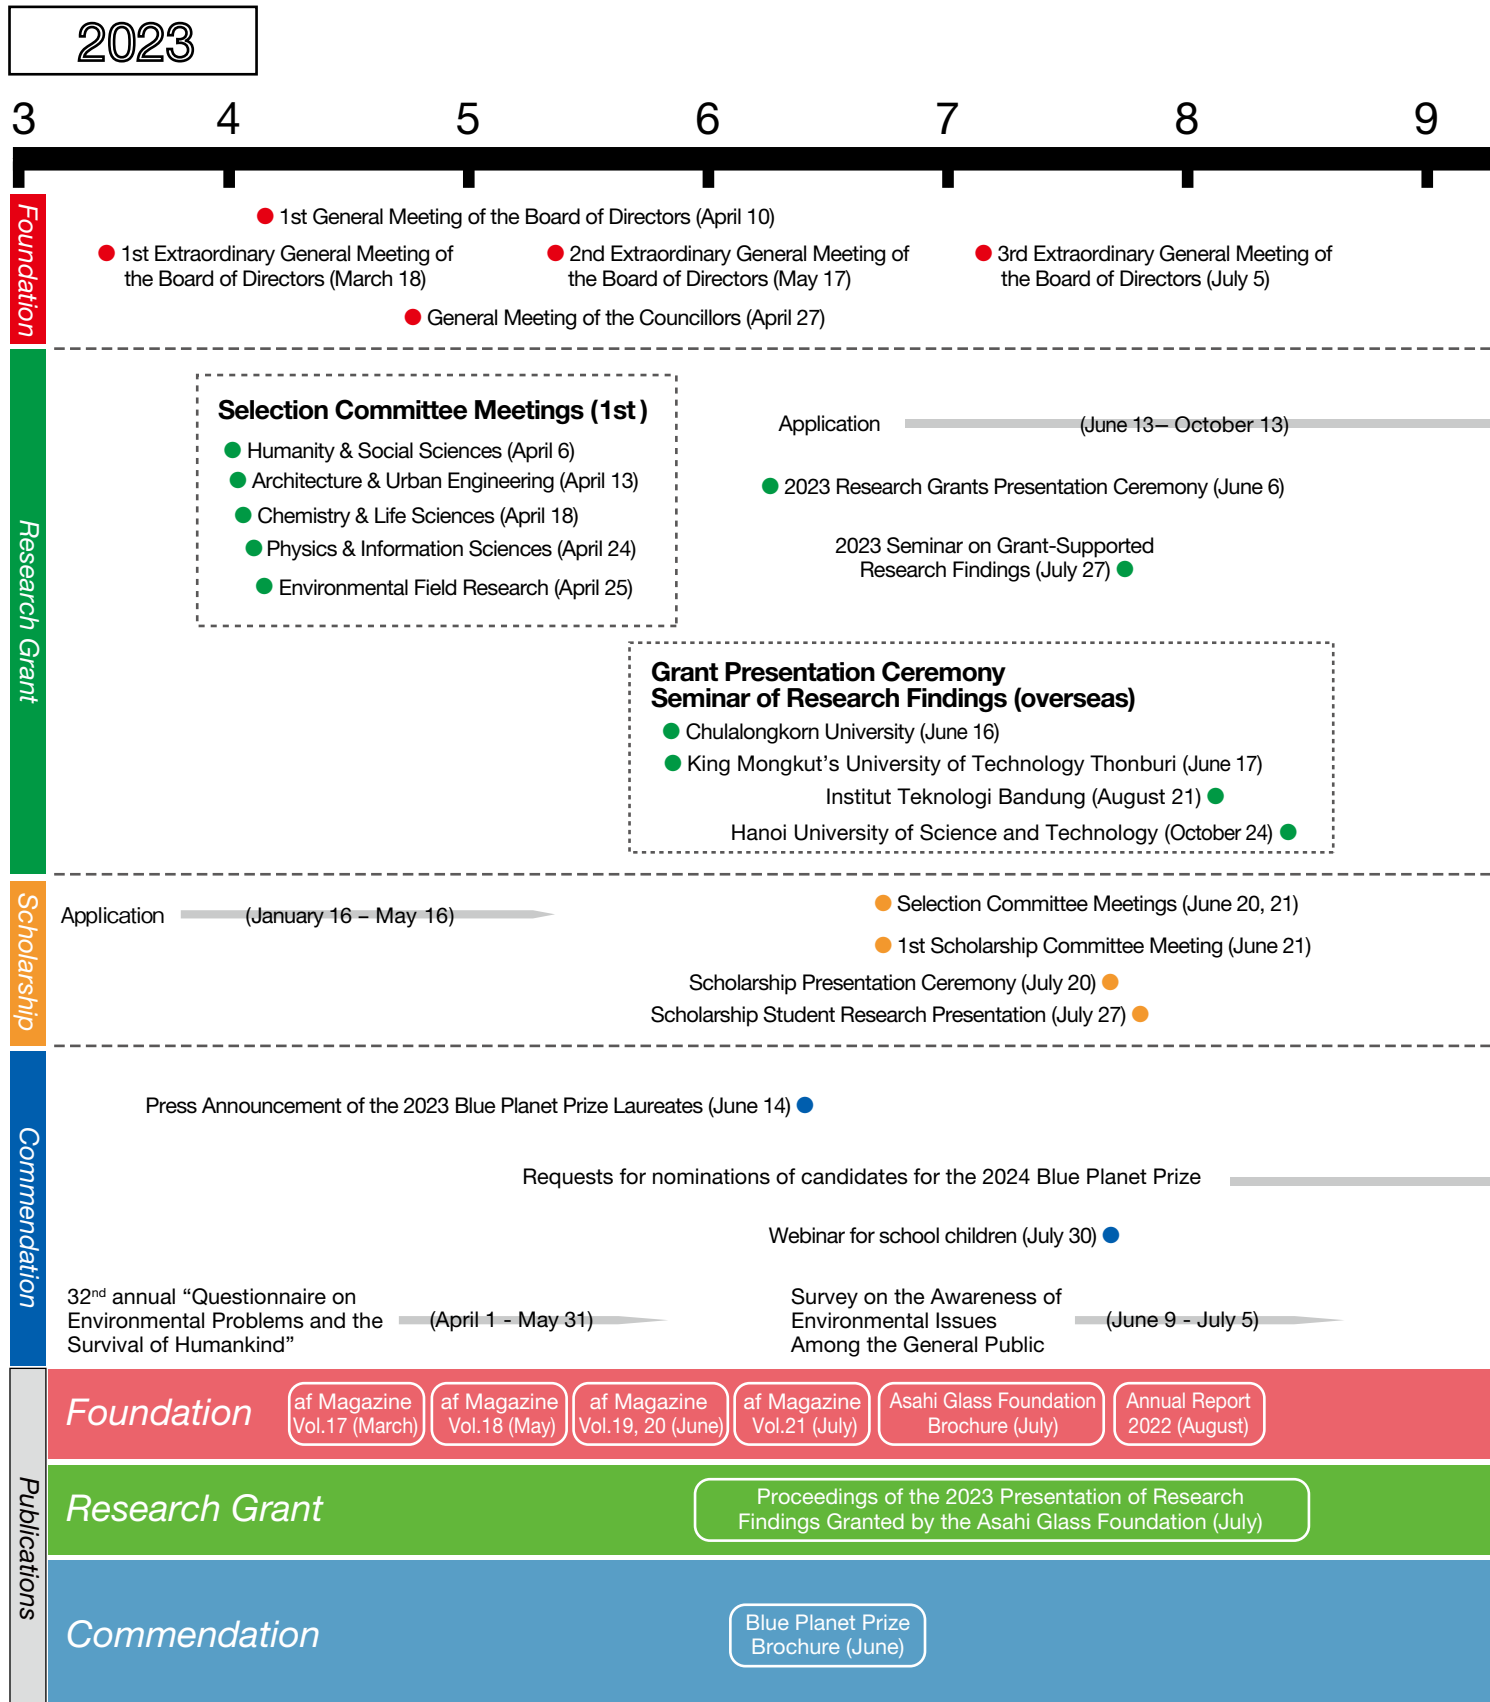 2023
3 4 5 6 7 8 9
Foundation
1st General Meeting of the Board of Directors (April 10)
1st Extraordinary General Meeting of
the Board of Directors (March 18)
2nd Extraordinary General Meeting of
the Board of Directors (May 17)
3rd Extraordinary General Meeting of
the Board of Directors (July 5)
General Meeting of the Councillors (April 27)
Research Grant
Selection Committee Meetings (1st )
Humanity & Social Sciences (April 6)
Architecture & Urban Engineering (April 13)
Chemistry & Life Sciences (April 18)
Physics & Information Sciences (April 24)
Environmental Field Research (April 25)
Application (June 13– October 13)
2023 Research Grants Presentation Ceremony (June 6)
2023 Seminar on Grant-Supported
Research Findings (July 27)
Grant Presentation Ceremony
Seminar of Research Findings (overseas)
Chulalongkorn University (June 16)
King Mongkut’s University of Technology Thonburi (June 17)
Institut Teknologi Bandung (August 21)
Hanoi University of Science and Technology (October 24)
Scholarship
Application (January 16 – May 16)
Selection Committee Meetings (June 20, 21)
1st Scholarship Committee Meeting (June 21)
Scholarship Presentation Ceremony (July 20)
Scholarship Student Research Presentation (July 27)
Commendation
Press Announcement of the 2023 Blue Planet Prize Laureates (June 14)
Requests for nominations of candidates for the 2024 Blue Planet Prize
Webinar for school children (July 30)
32nd annual “Questionnaire on
Environmental Problems and the
Survival of Humankind”
(April 1 - May 31)
Survey on the Awareness of
Environmental Issues
Among the General Public
(June 9 - July 5)
Publications
Foundation
af Magazine
Vol.17 (March)
af Magazine
Vol.18 (May)
af Magazine
Vol.19, 20 (June)
af Magazine
Vol.21 (July)
Asahi Glass Foundation
Brochure (July)
Annual Report
2022 (August)
Research Grant
Proceedings of the 2023 Presentation of Research
Findings Granted by the Asahi Glass Foundation (July)
Commendation
Blue Planet Prize
Brochure (June)